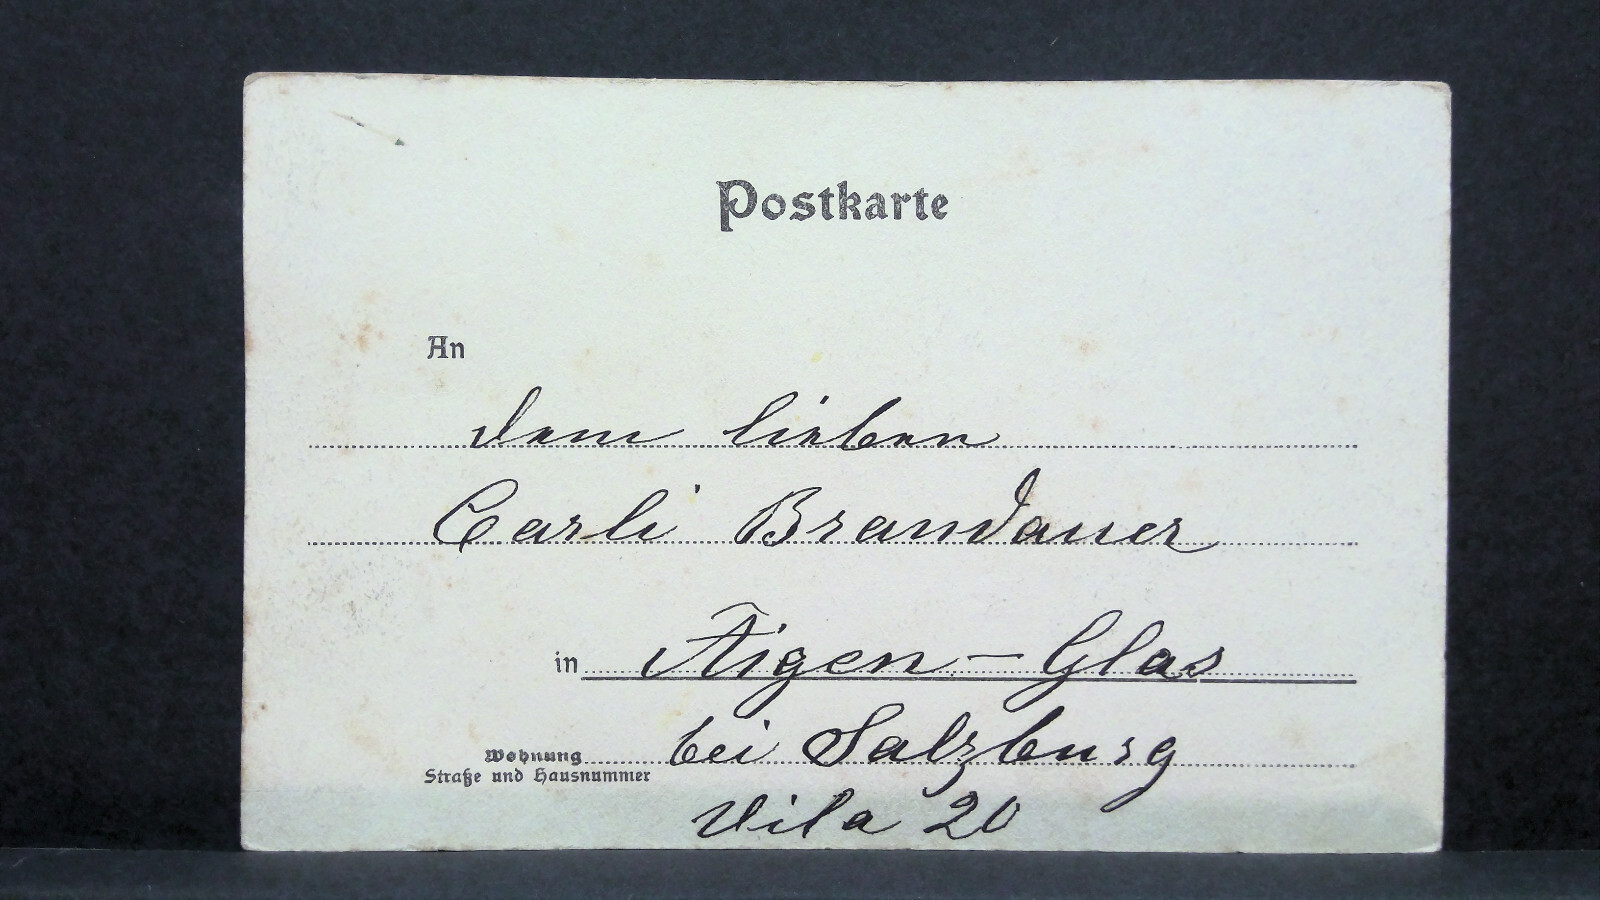 Postkarte
An
dem lieben
Carli Brandauer
in Aigen - Glas
Wohnung bei Salzburg
Straße und Hausnummer
Vila 20